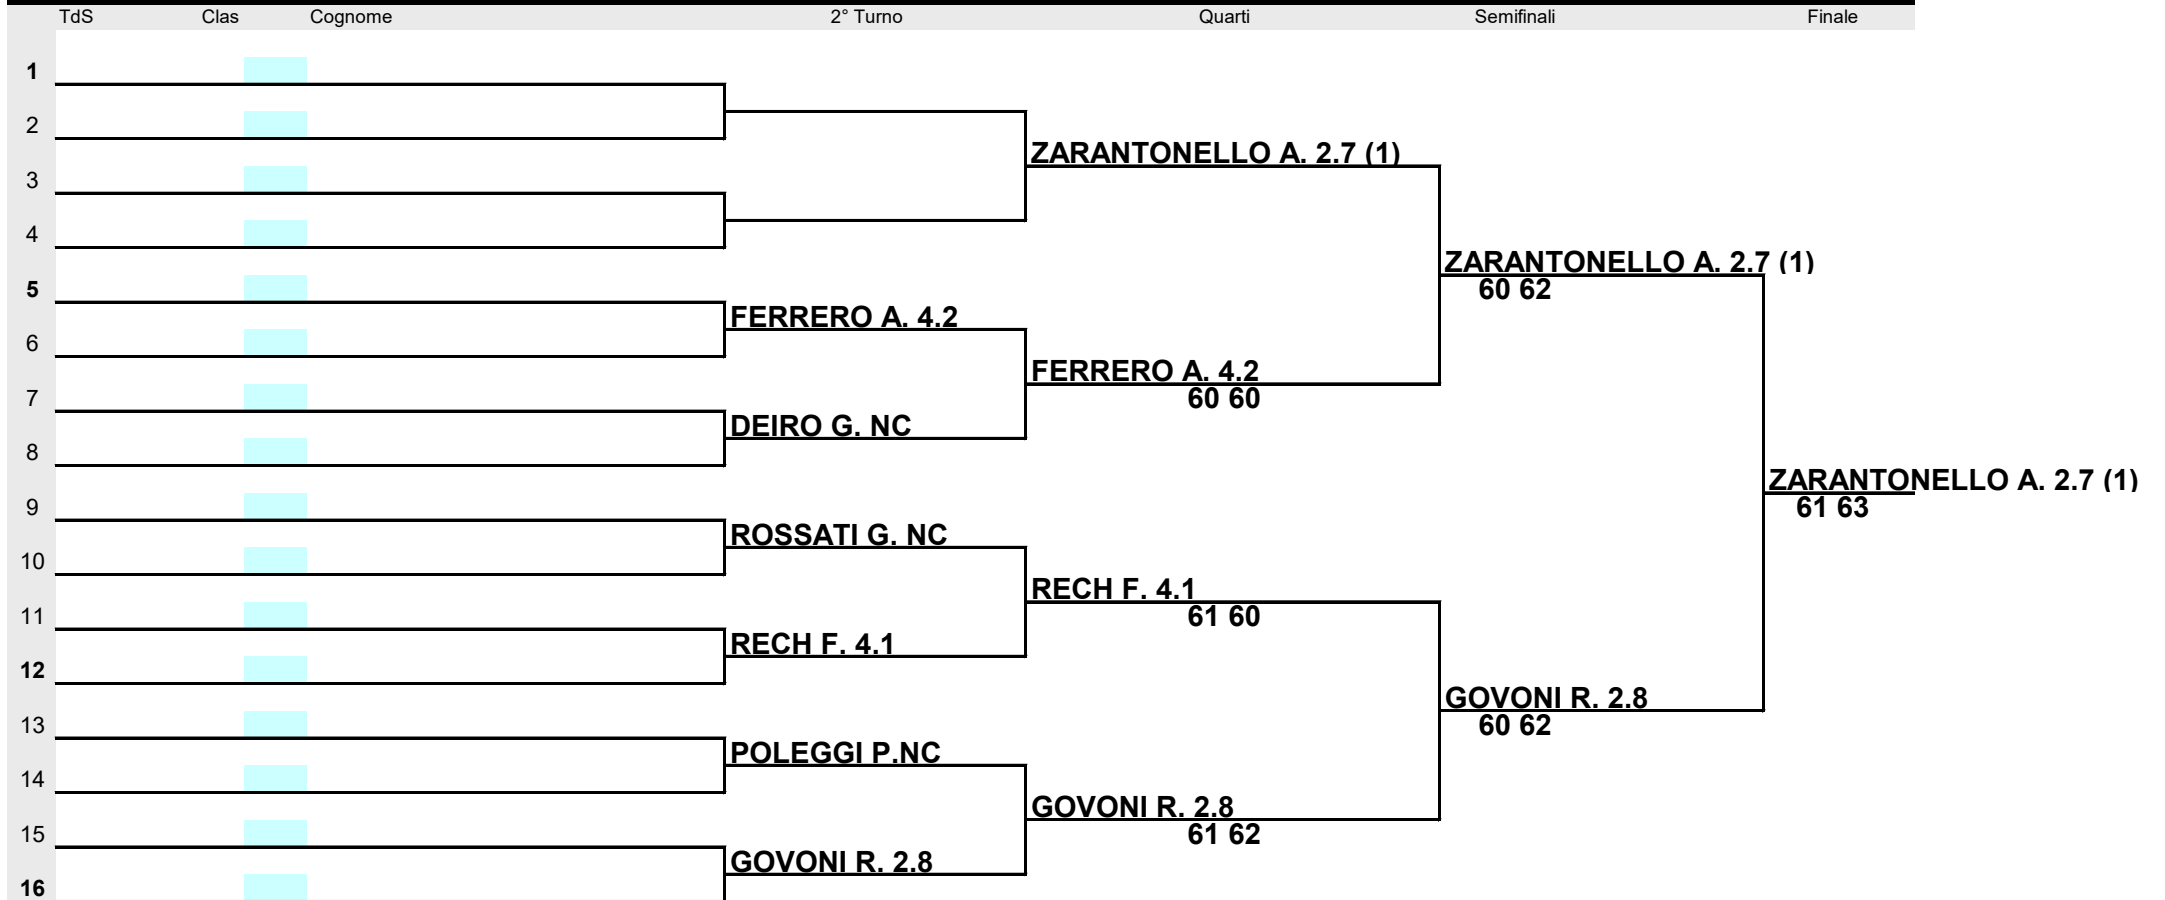 TdS Clas Cognome 2° Turno Quarti Semifinali Finale
1
2
ZARANTONELLO A. 2.7 (1)
3
4
ZARANTONELLO A. 2.7 (1)
5 60 62
FERRERO A. 4.2
6
FERRERO A. 4.2
7 60 60
DEIRO G. NC
8
ZARANTONELLO A. 2.7 (1)
9 61 63
ROSSATI G. NC
10
RECH F. 4.1
11 61 60
RECH F. 4.1
12
GOVONI R. 2.8
13 60 62
POLEGGI P.NC
14
GOVONI R. 2.8
15 61 62
GOVONI R. 2.8
16